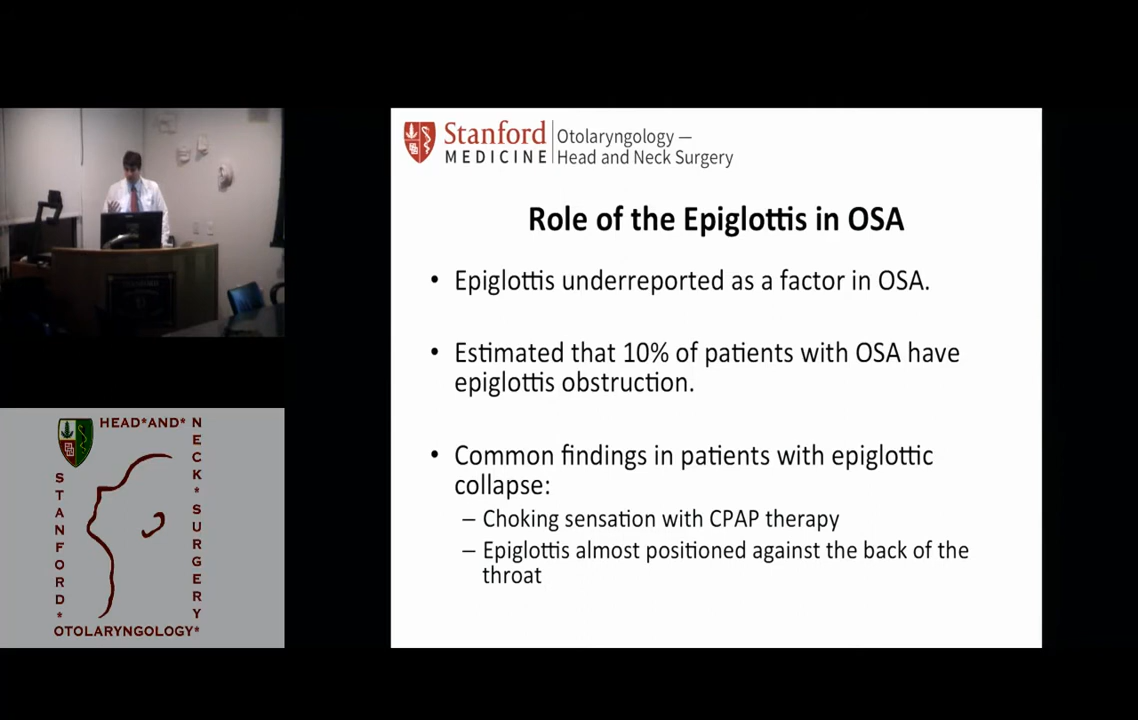 Stanford
MEDICINE
Otolaryngology —
Head and Neck Surgery
Role of the Epiglottis in OSA
• Epiglottis underreported as a factor in OSA.
• Estimated that 10% of patients with OSA have
epiglottis obstruction.
• Common findings in patients with epiglottic
collapse:
– Choking sensation with CPAP therapy
– Epiglottis almost positioned against the back of the
throat
HEAD*AND*
NECK*SURGERY
STANFORD*
OTOLARYNGOLOGY*